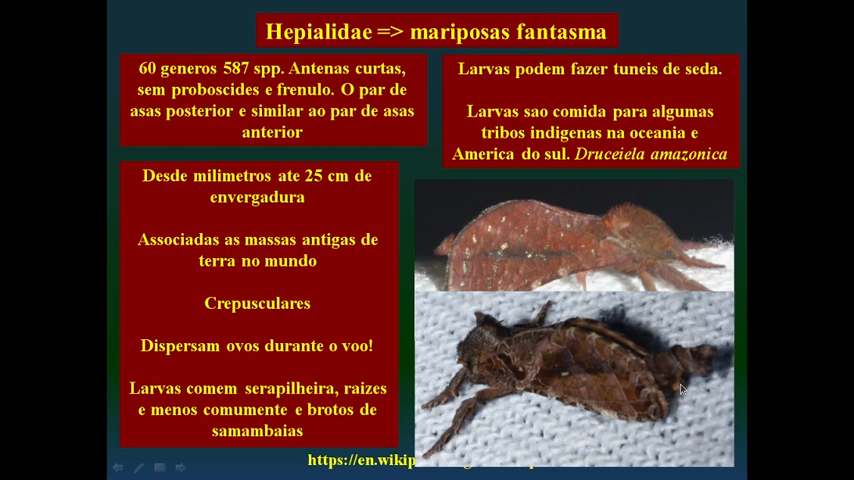 Hepialidae => mariposas fantasma
60 generos 587 spp. Antenas curtas,
sem proboscides e frenulo. O par de
asas posterior e similar ao par de asas
anterior
Larvas podem fazer tuneis de seda.
Larvas sao comida para algumas
tribos indigenas na oceania e
America do sul. Druceiela amazonica
Desde milimetros ate 25 cm de
envergadura
Associadas as massas antigas de
terra no mundo
Crepusculares
Dispersam ovos durante o voo!
Larvas comem serapilheira, raizes
e menos comumente e brotos de
samambaias
https://en.wikip